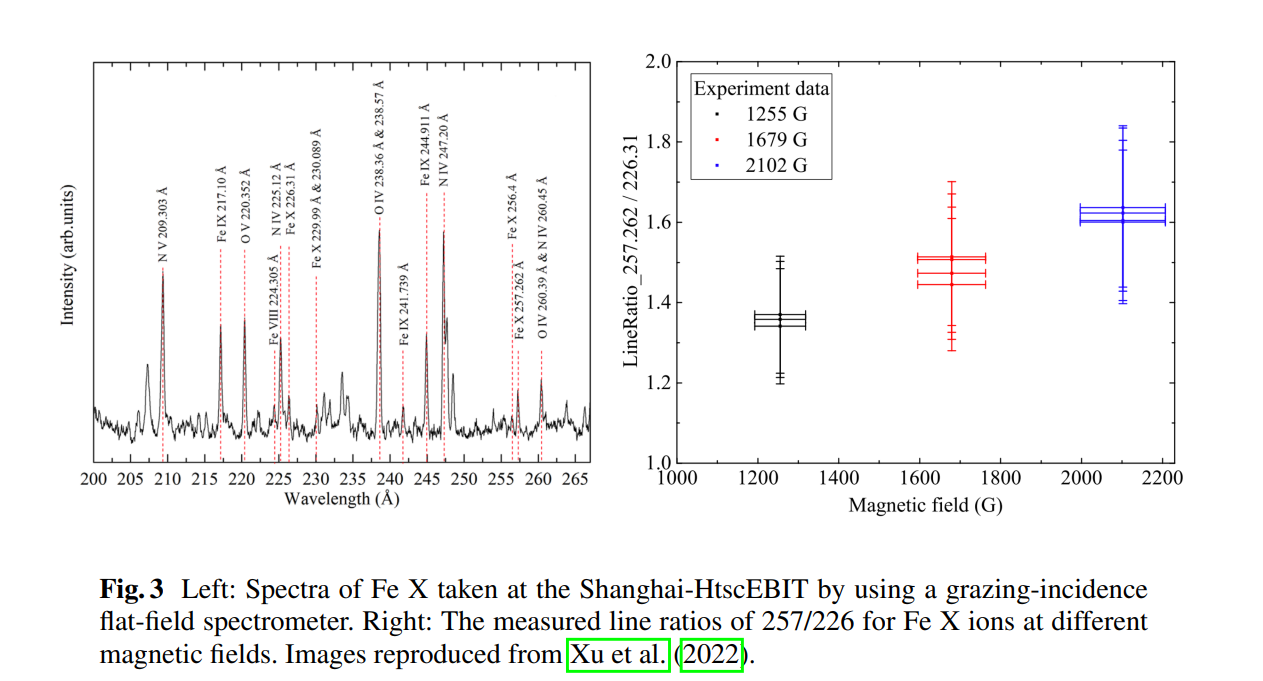 Intensity (arb.units)
N V 209.303 Å
Fe IX 217.10 Å
O V 220.352 Å
Fe VIII 224.305 Å
N IV 225.12 Å
Fe X 226.31 Å
Fe X 229.99 Å & 230.089 Å
O IV 238.36 Å & 238.57 Å
Fe IX 241.739 Å
Fe IX 244.911 Å
N IV 247.20 Å
Fe X 256.4 Å
Fe X 257.262 Å
O IV 260.39 Å & N IV 260.45 Å
200 205 210 215 220 225 230 235 240 245 250 255 260 265
Wavelength (Å)
LineRatio_257.262 / 226.31
2.0
1.8
1.6
1.4
1.2
1.0
Experiment data
1255 G
1679 G
2102 G
1000 1200 1400 1600 1800 2000 2200
Magnetic field (G)
Fig. 3 Left: Spectra of Fe X taken at the Shanghai-HtscEBIT by using a grazing-incidence
flat-field spectrometer. Right: The measured line ratios of 257/226 for Fe X ions at different
magnetic fields. Images reproduced from Xu et al. (2022).